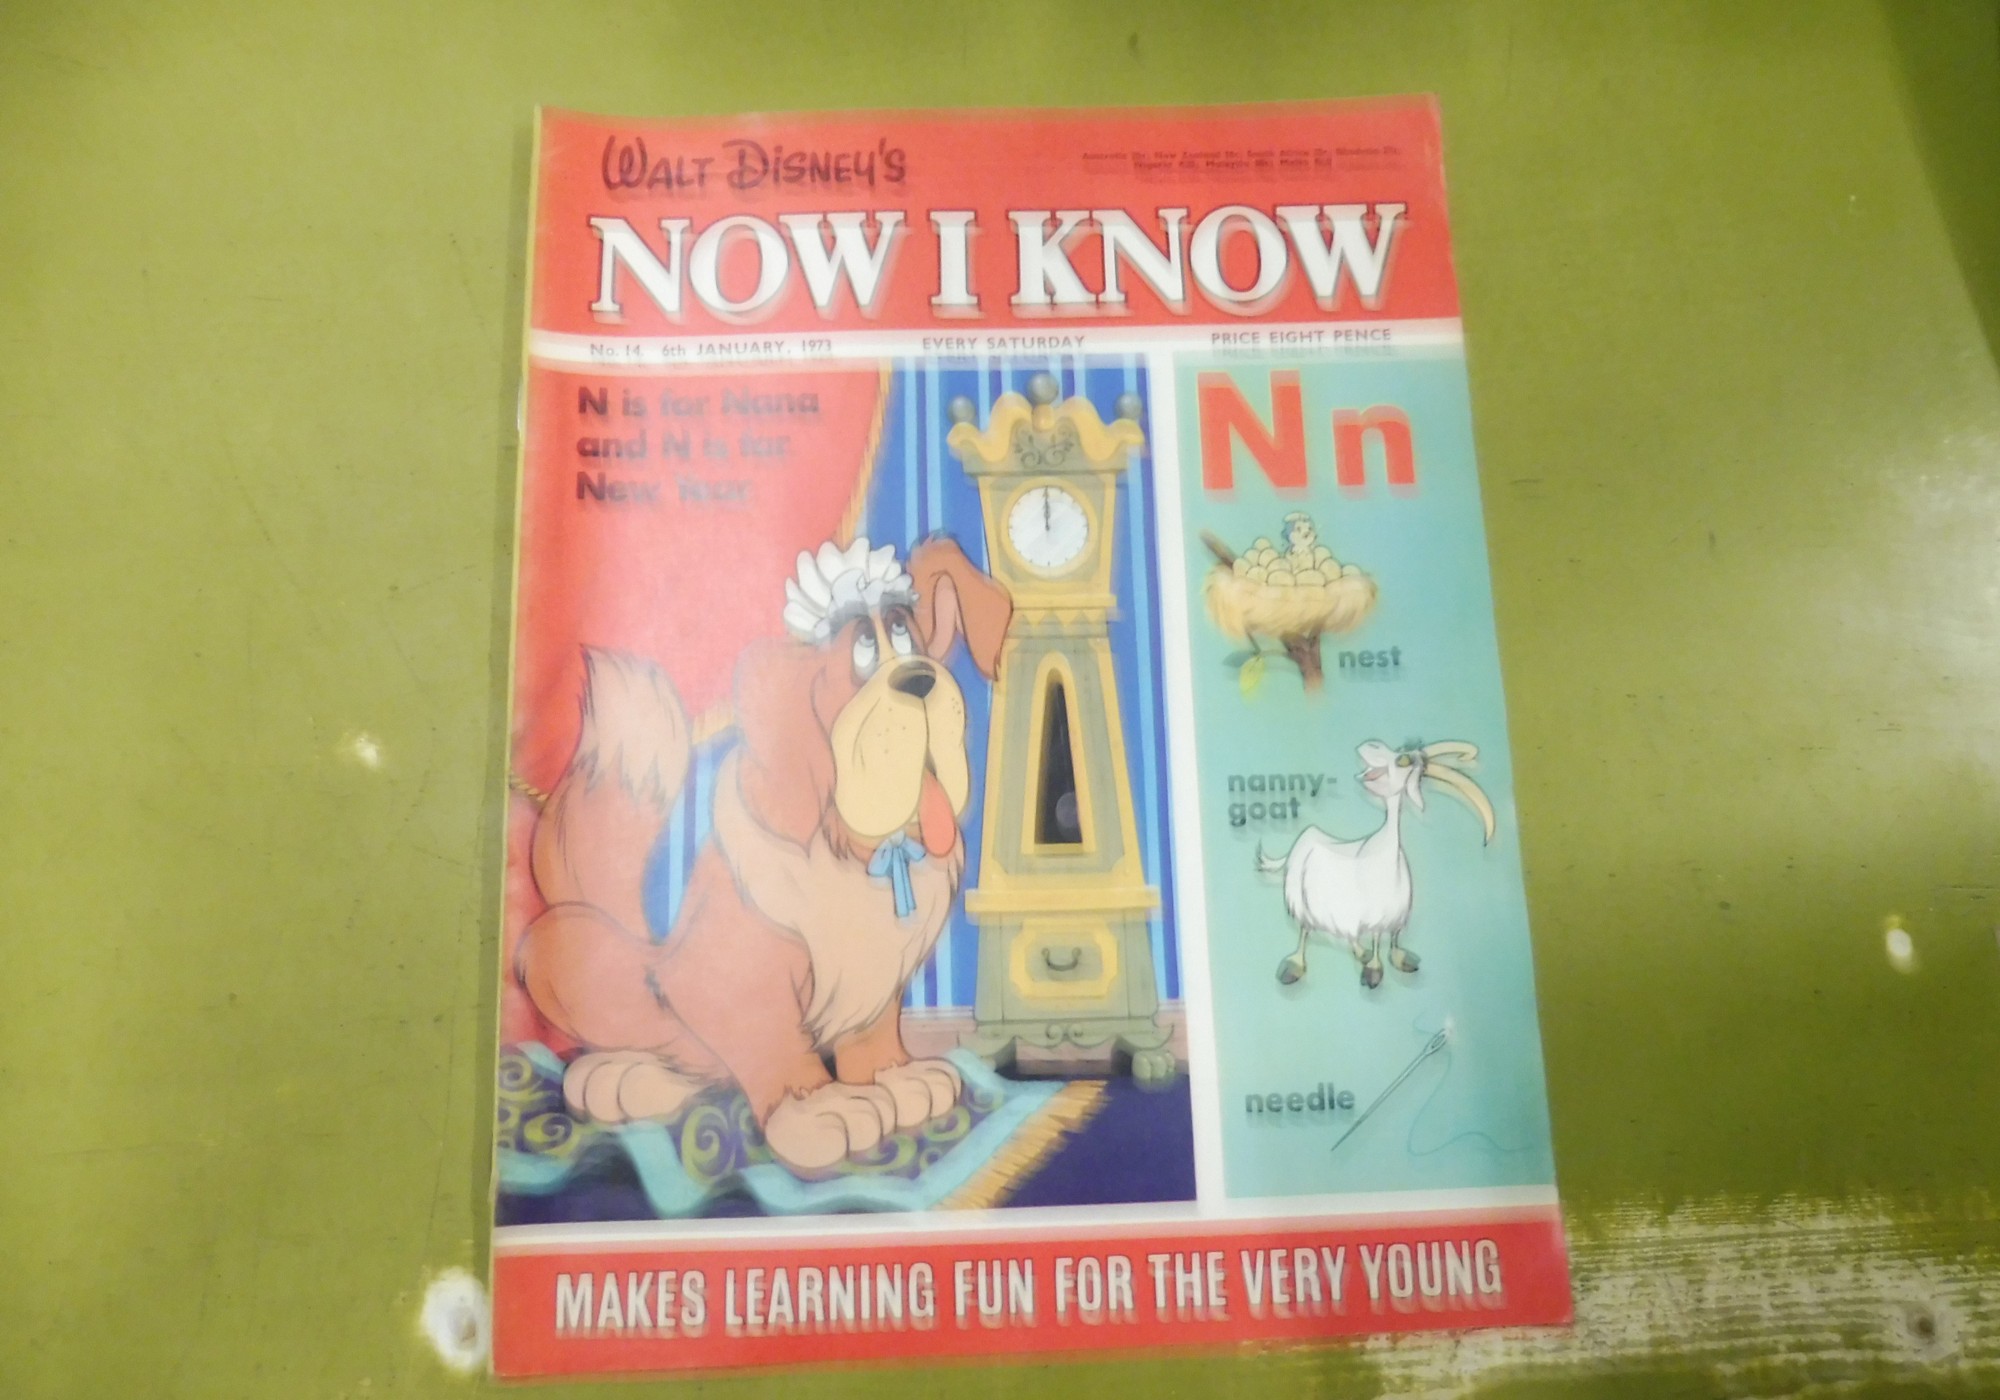 WALT DISNEY'S
NOW I KNOW
No. 14. 6th JANUARY, 1973
EVERY SATURDAY
PRICE EIGHT PENCE
N is for Nana
and N is for
New Year
N n
nest
nanny-
goat
needle
MAKES LEARNING FUN FOR THE VERY YOUNG